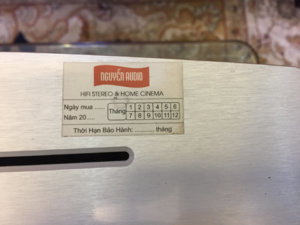 NGUYỄN AUDIO
HIFI STEREO & HOME CINEMA
Ngày mua ...... Tháng 1 2 3 4 5 6
Năm 20..... 7 8 9 10 11 12
Thời Hạn Bảo Hành: ............ tháng